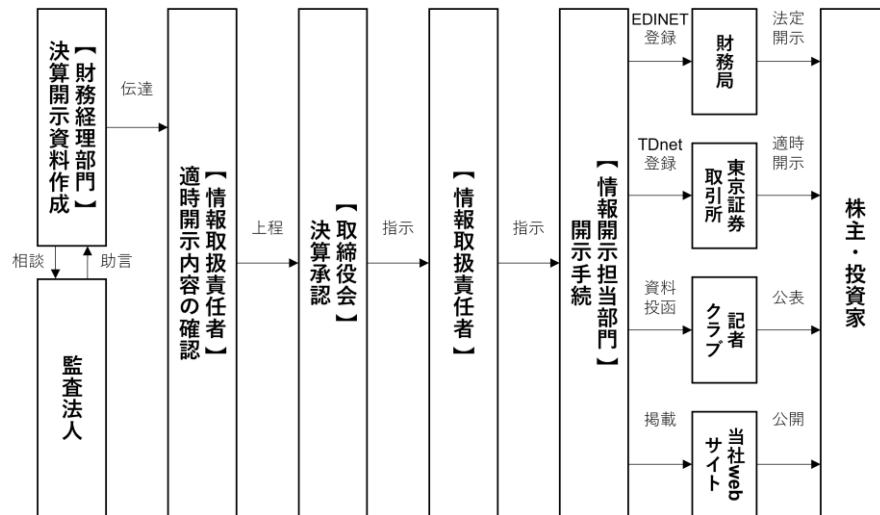 【財務経理部門】
決算開示資料作成
伝達
相談
助言
監査法人
【情報取扱責任者】
適時開示内容の確認
上程
【取締役会】
決算承認
指示
【情報取扱責任者】
指示
【情報開示担当部門】
開示手続
EDINET
登録
財務局
法定
開示
TDnet
登録
東京証券
取引所
適時
開示
資料
投函
記者
クラブ
公表
掲載
当社web
サイト
公開
株主・投資家